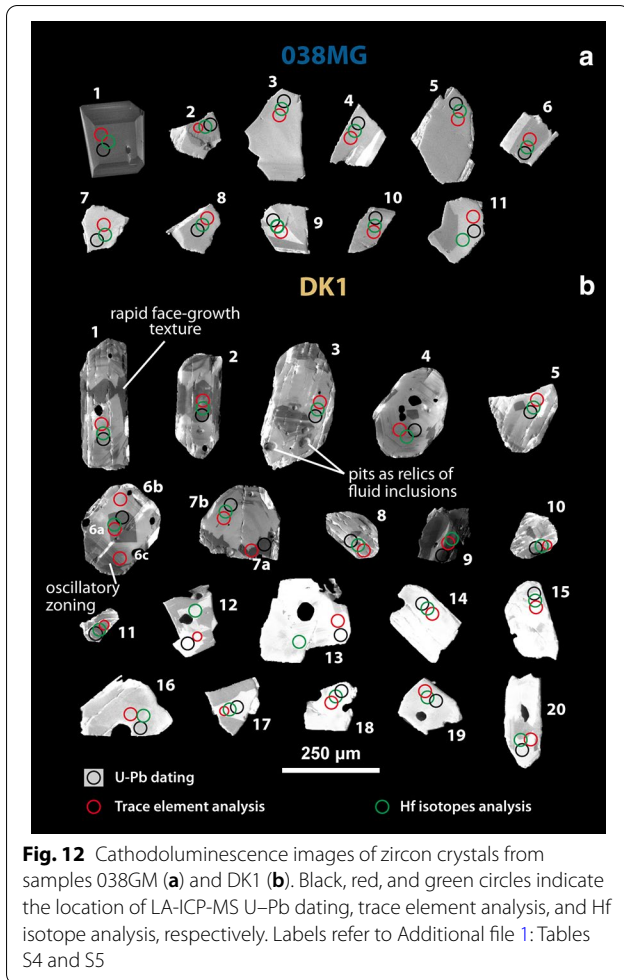 038MG
a
1
2
3
4
5
6
7
8
9
10
11
DK1
b
rapid face-growth
texture
1
2
3
4
5
pits as relics of
fluid inclusions
6b
6a
6c
7b
7a
8
9
10
oscillatory
zoning
11
12
13
14
15
16
17
18
19
20
250 µm
U-Pb dating
Trace element analysis
Hf isotopes analysis
Fig. 12 Cathodoluminescence images of zircon crystals from
samples 038GM (a) and DK1 (b). Black, red, and green circles indicate
the location of LA-ICP-MS U–Pb dating, trace element analysis, and Hf
isotope analysis, respectively. Labels refer to Additional file 1: Tables
S4 and S5